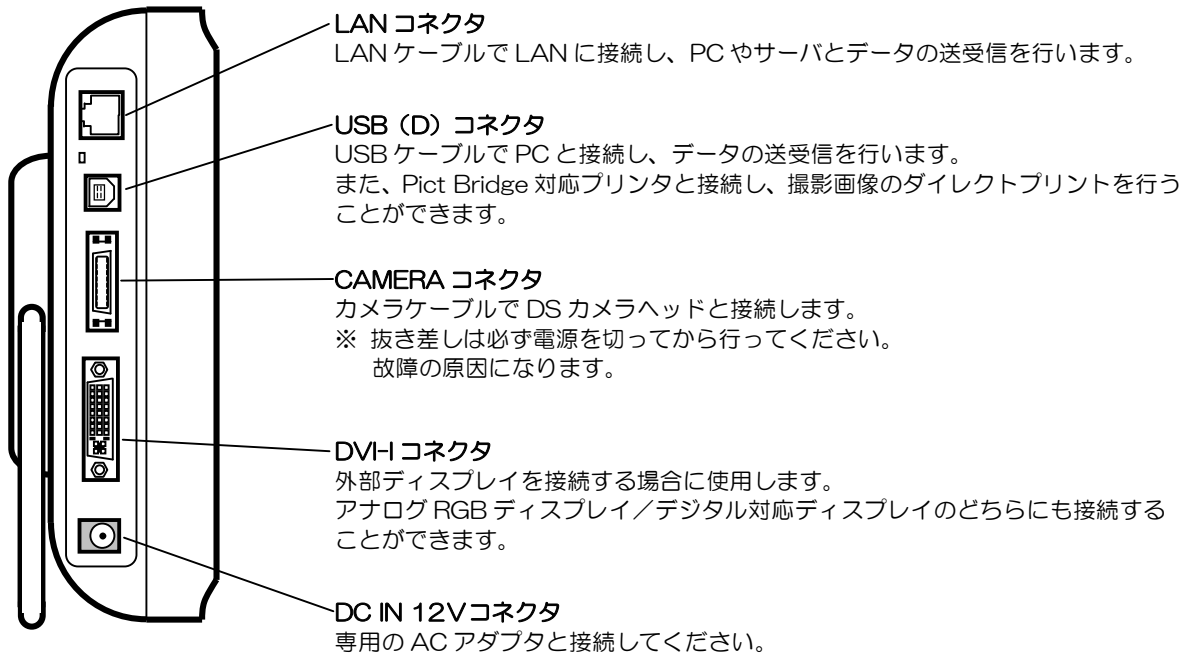 LAN コネクタ
LAN ケーブルで LAN に接続し、PC やサーバとデータの送受信を行います。
USB（D）コネクタ
USB ケーブルで PC と接続し、データの送受信を行います。
また、Pict Bridge 対応プリンタと接続し、撮影画像のダイレクトプリントを行う
ことができます。
CAMERA コネクタ
カメラケーブルで DS カメラヘッドと接続します。
※ 抜き差しは必ず電源を切ってから行ってください。
故障の原因になります。
DVI-I コネクタ
外部ディスプレイを接続する場合に使用します。
アナログ RGB ディスプレイ／デジタル対応ディスプレイのどちらにも接続する
ことができます。
DC IN 12Vコネクタ
専用の AC アダプタと接続してください。